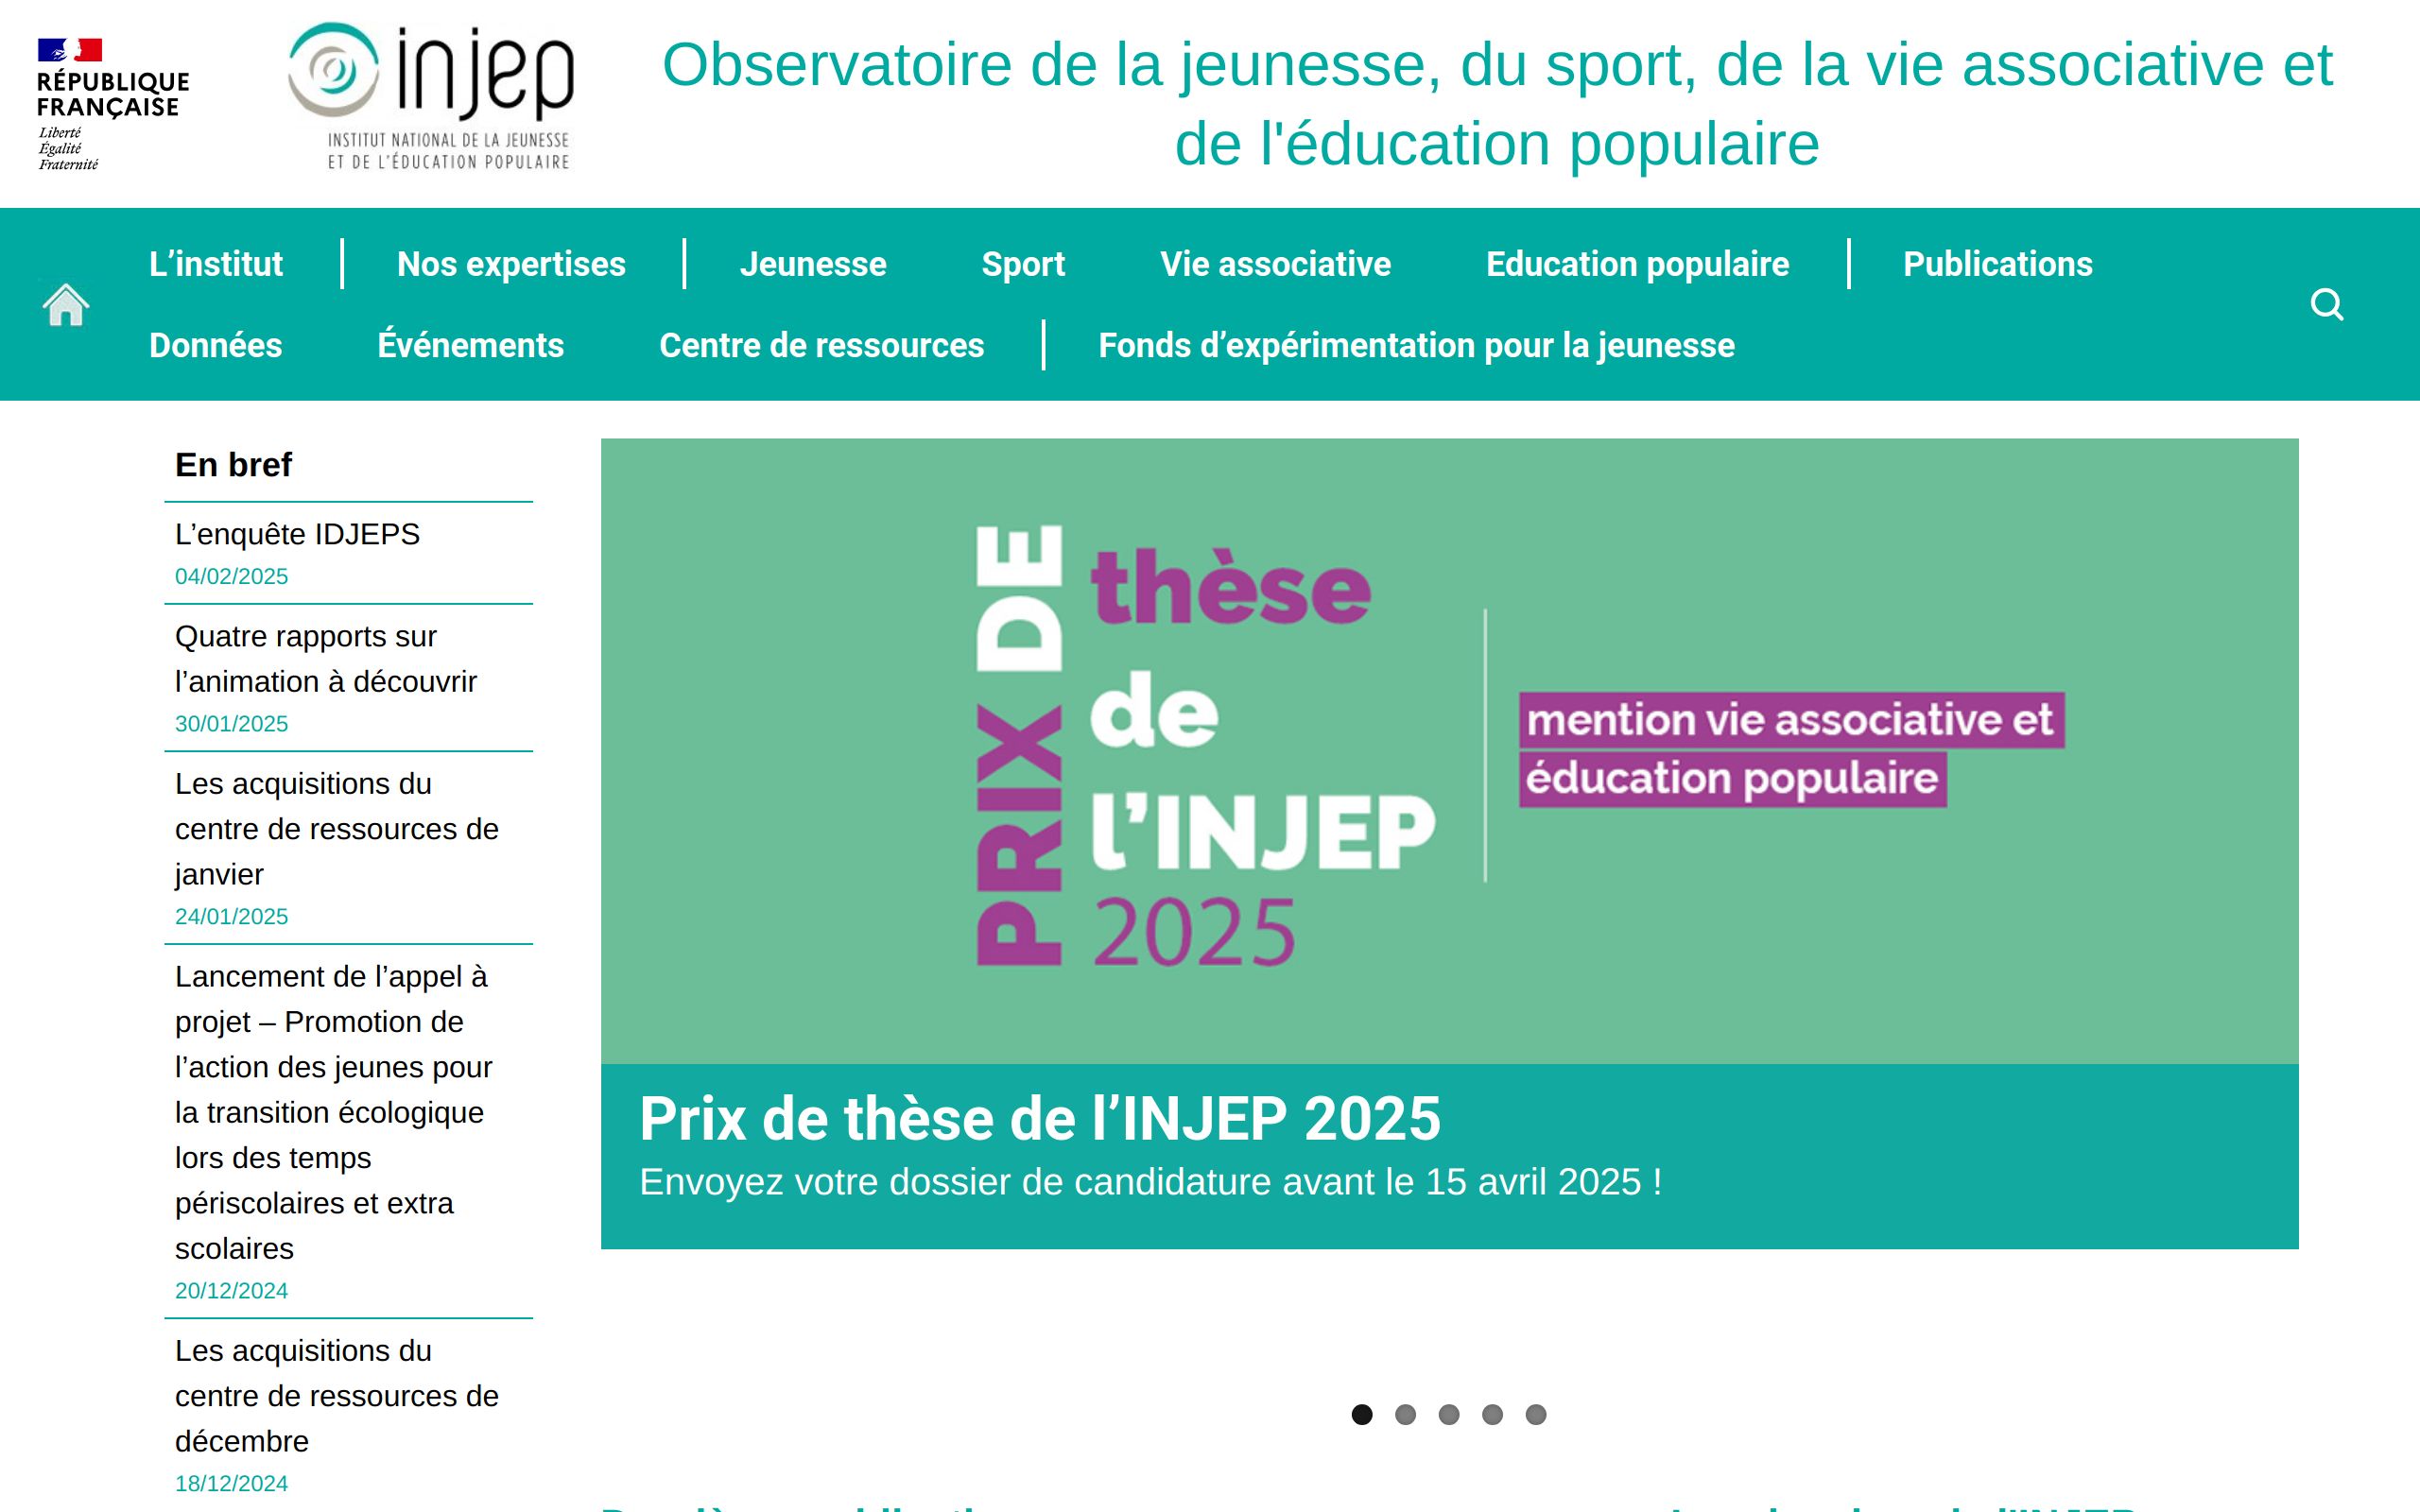 RÉPUBLIQUE
FRANÇAISE
Liberté
Égalité
Fraternité
injep
INSTITUT NATIONAL DE LA JEUNESSE
ET DE L'ÉDUCATION POPULAIRE
Observatoire de la jeunesse, du sport, de la vie associative et
de l'éducation populaire
L’institut
Nos expertises
Jeunesse
Sport
Vie associative
Education populaire
Publications
Données
Événements
Centre de ressources
Fonds d’expérimentation pour la jeunesse
En bref
L’enquête IDJEPS
04/02/2025
Quatre rapports sur
l’animation à découvrir
30/01/2025
Les acquisitions du
centre de ressources de
janvier
24/01/2025
Lancement de l’appel à
projet – Promotion de
l’action des jeunes pour
la transition écologique
lors des temps
périscolaires et extra
scolaires
20/12/2024
Les acquisitions du
centre de ressources de
décembre
18/12/2024
PRIX DE
thèse
de
l’INJEP
2025
mention vie associative et
éducation populaire
Prix de thèse de l’INJEP 2025
Envoyez votre dossier de candidature avant le 15 avril 2025 !